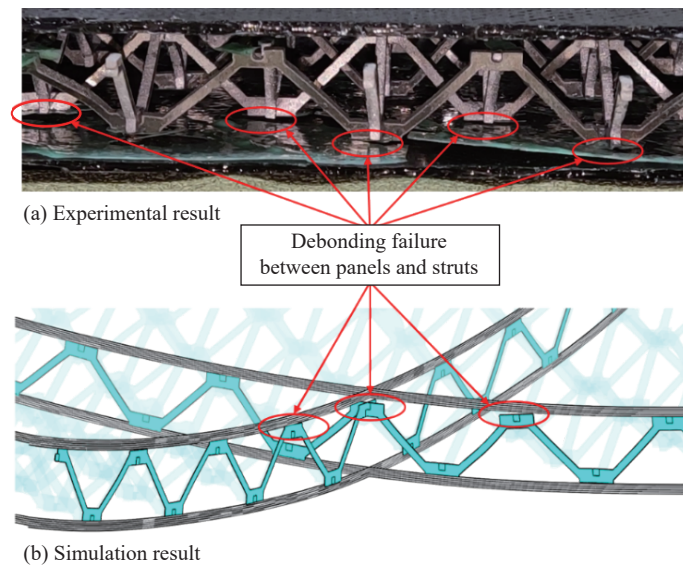 (a) Experimental result
Debonding failure
between panels and struts
(b) Simulation result